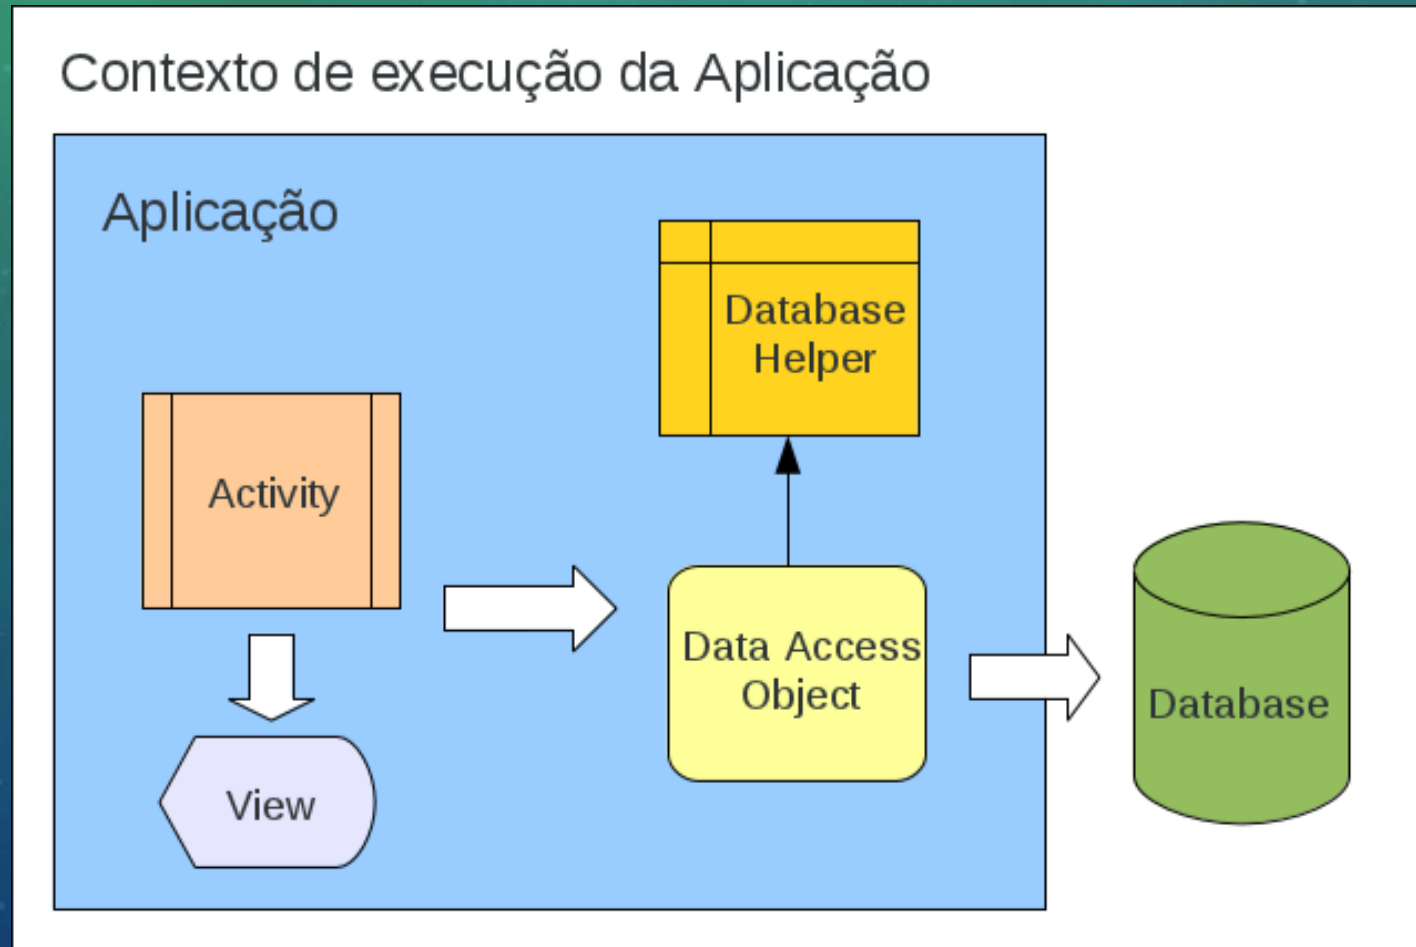 Contexto de execução da Aplicação
Aplicação
Database
Helper
Activity
Data Access
Object
Database
View